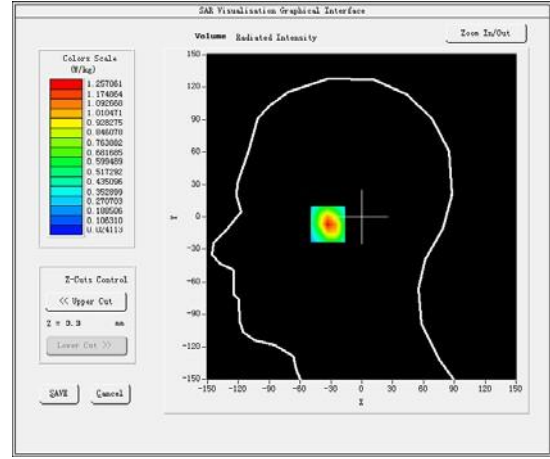 SAR Visualisation Graphical Interface
Volume Radiated Intensity
Zoom In/Out
Colors Scale
(W/kg)
1.257061
1.174864
1.092668
1.010471
0.928275
0.846078
0.763882
0.681685
0.599489
0.517292
0.435096
0.352899
0.270703
0.188506
0.106310
0.024113
Z-Cuts Control
<< Upper Cut
Z = 3.3 mm
Lower Cut >>
SAVE
Cancel
150
120
90
60
30
0
-30
-60
-90
-120
-150
Y
-150 -120 -90 -60 -30 0 30 60 90 120 150
X